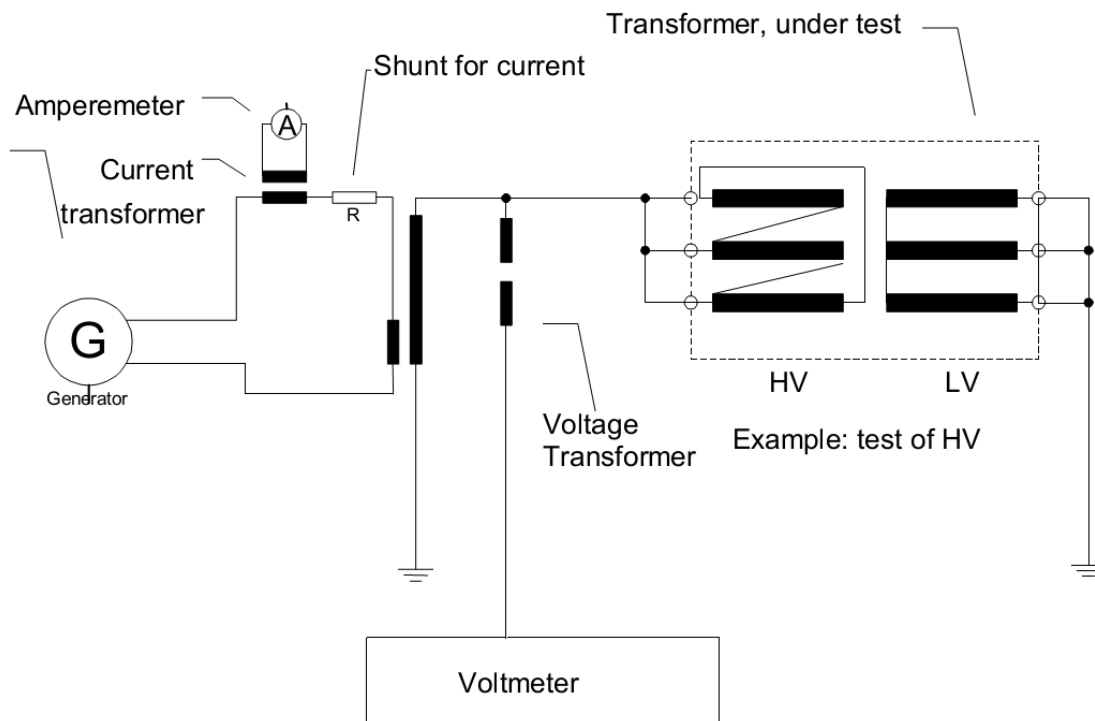 Transformer, under test
Shunt for current
Amperemeter
A
Current
transformer
R
G
Generator
HV
LV
Voltage
Transformer
Example: test of HV
Voltmeter